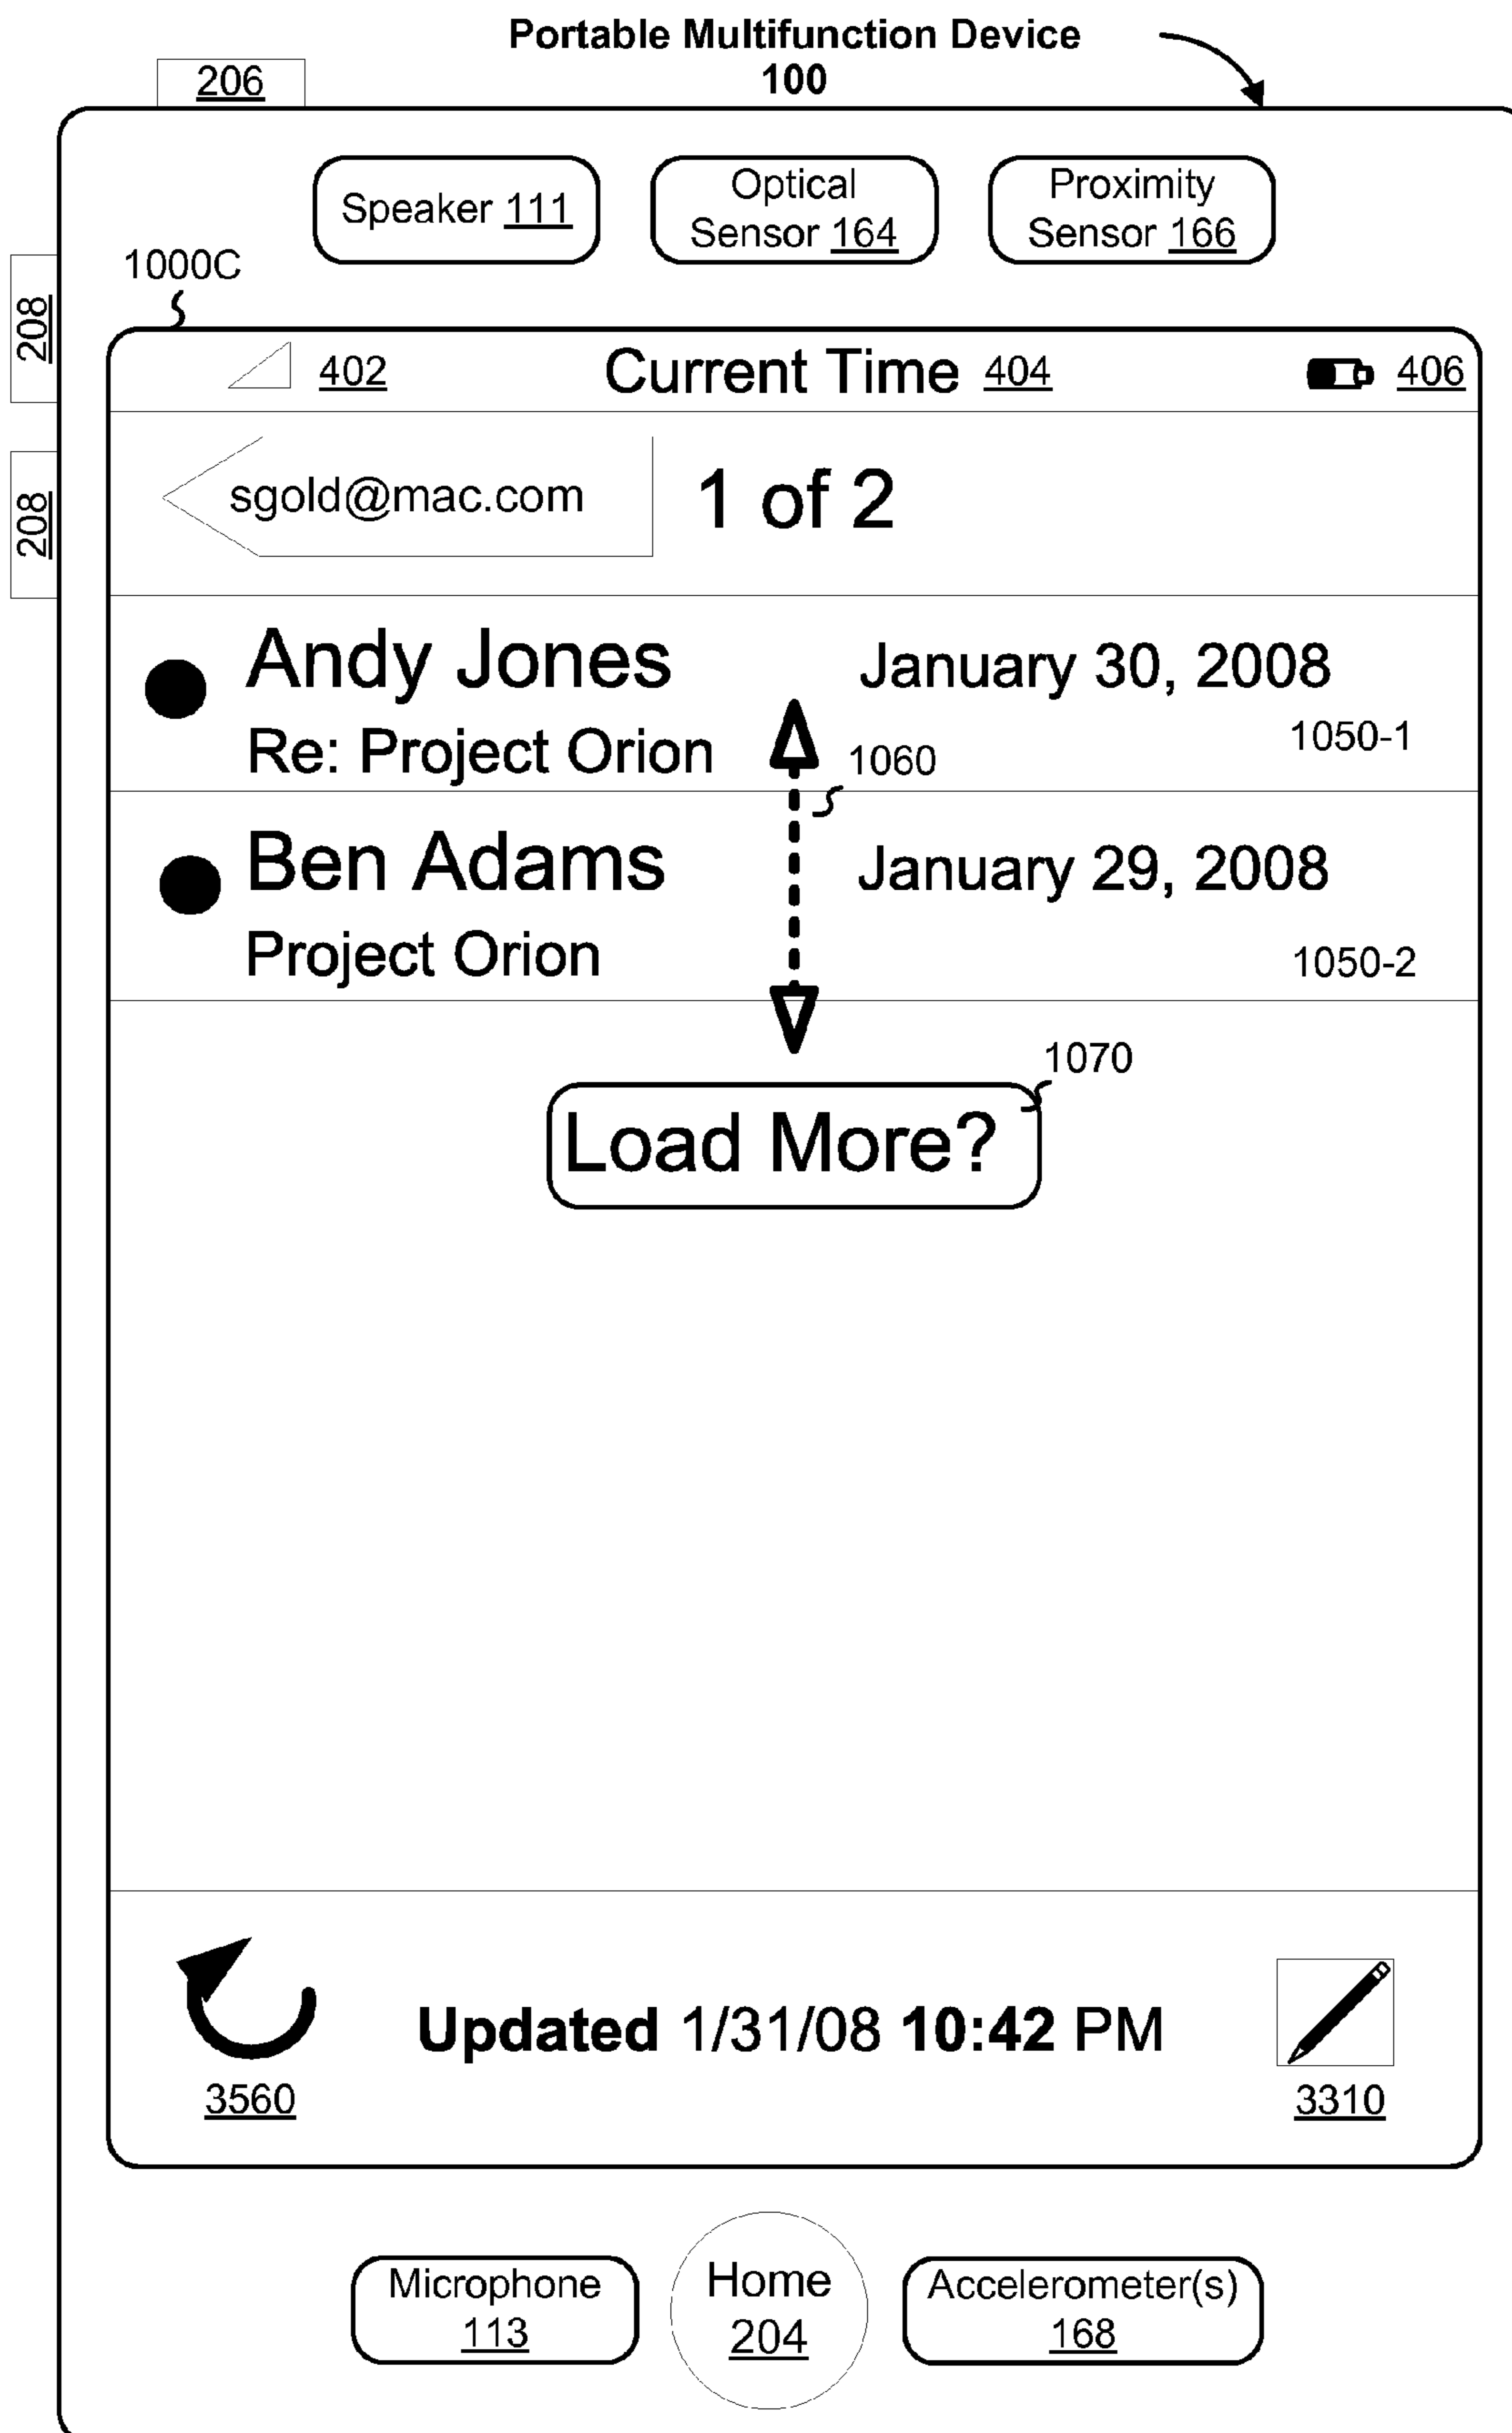 Portable Multifunction Device
100
206
Speaker 111
Optical
Sensor 164
Proximity
Sensor 166
1000C
208
402
Current Time 404
406
208
sgold@mac.com
1 of 2
Andy Jones
January 30, 2008
Re: Project Orion
1050-1
1060
Ben Adams
January 29, 2008
Project Orion
1050-2
1070
Load More?
Updated 1/31/08 10:42 PM
3560
3310
Microphone
113
Home
204
Accelerometer(s)
168